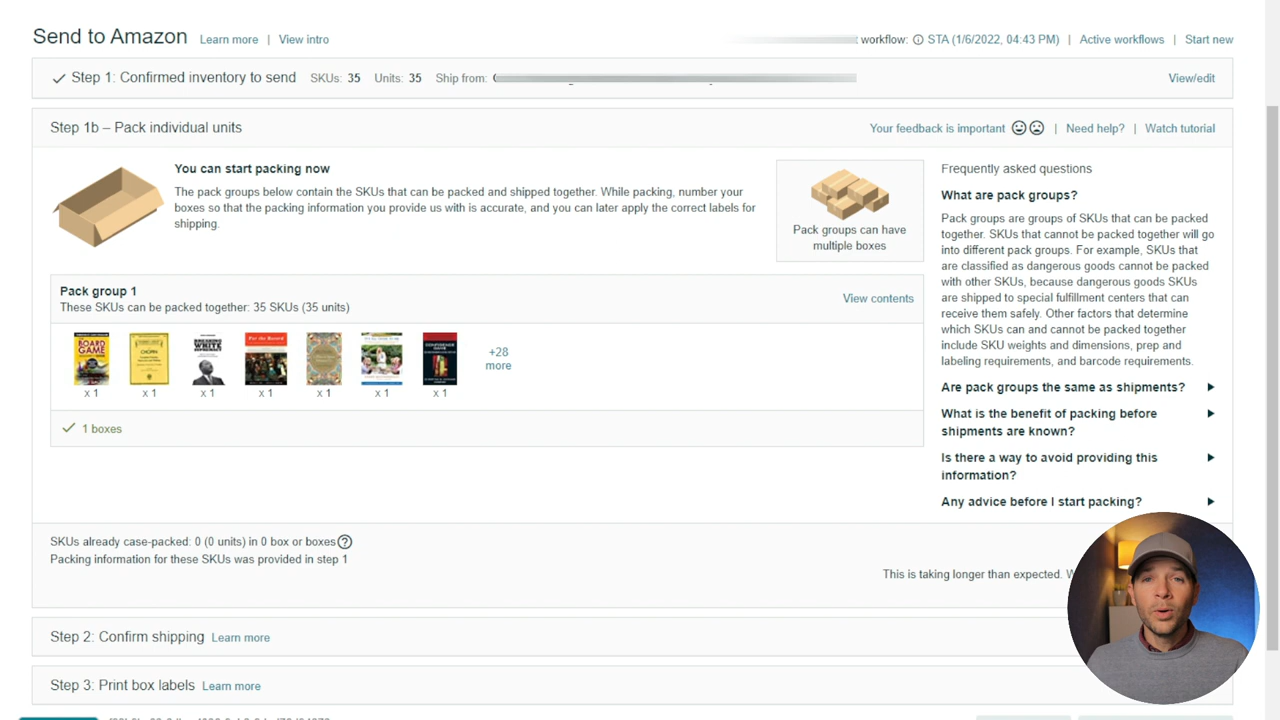 Send to Amazon Learn more | View intro
workflow: STA (1/6/2022, 04:43 PM) | Active workflows | Start new
Step 1: Confirmed inventory to send SKUs: 35 Units: 35 Ship from:
View/edit
Step 1b – Pack individual units
Your feedback is important | Need help? | Watch tutorial
You can start packing now
The pack groups below contain the SKUs that can be packed and shipped together. While packing, number your
boxes so that the packing information you provide us with is accurate, and you can later apply the correct labels for
shipping.
Pack groups can have
multiple boxes
Pack group 1
These SKUs can be packed together: 35 SKUs (35 units)
View contents
BOARD
GAME
CHOPIN
x 1
x 1
x 1
x 1
x 1
x 1
x 1
+28
more
1 boxes
Frequently asked questions
What are pack groups?
Pack groups are groups of SKUs that can be packed
together. SKUs that cannot be packed together will go
into different pack groups. For example, SKUs that
are classified as dangerous goods cannot be packed
with other SKUs, because dangerous goods SKUs
are shipped to special fulfillment centers that can
receive them safely. Other factors that determine
which SKUs can and cannot be packed together
include SKU weights and dimensions, prep and
labeling requirements, and barcode requirements.
Are pack groups the same as shipments?
What is the benefit of packing before
shipments are known?
Is there a way to avoid providing this
information?
Any advice before I start packing?
SKUs already case-packed: 0 (0 units) in 0 box or boxes
Packing information for these SKUs was provided in step 1
This is taking longer than expected.
Step 2: Confirm shipping Learn more
Step 3: Print box labels Learn more